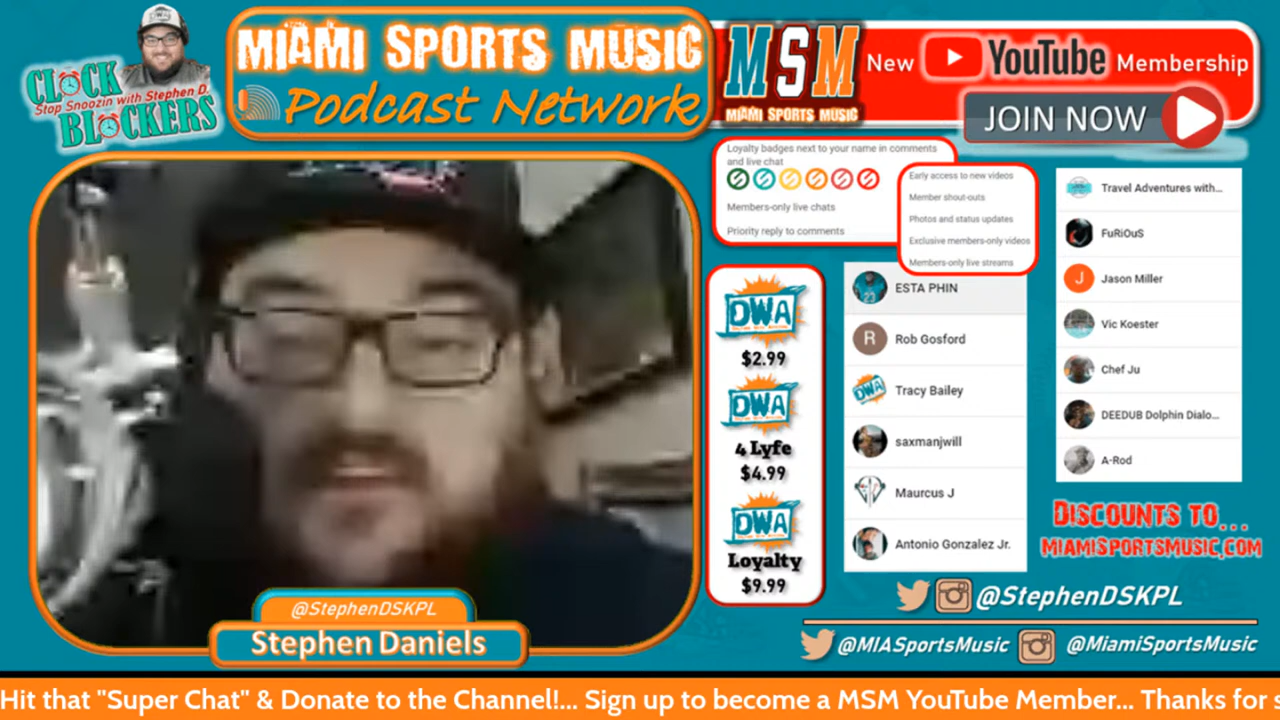 CLOCK
Stop Snoozin with Stephen D.
BLOCKERS
DWA
MIAMI SPORTS MUSIC
Podcast Network
MSM
MIAMI SPORTS MUSIC
New YouTube Membership
JOIN NOW
Loyalty badges next to your name in comments
and live chat
Members-only live chats
Priority reply to comments
Early access to new videos
Member shout-outs
Photos and status updates
Exclusive members-only videos
Members-only live streams
DWA
$2.99
DWA
4 Lyfe
$4.99
DWA
Loyalty
$9.99
ESTA PHIN
R Rob Gosford
DWA Tracy Bailey
saxmanjwill
Maurcus J
Antonio Gonzalez Jr.
Travel Adventures with...
FuRiOuS
J Jason Miller
Vic Koester
Chef Ju
DEEDUB Dolphin Dialo...
A-Rod
DISCOUNTS TO...
MIAMISPORTSMUSIC.COM
@StephenDSKPL
@MIASportsMusic
@MiamiSportsMusic
@StephenDSKPL
Stephen Daniels
Hit that "Super Chat" & Donate to the Channel!... Sign up to become a MSM YouTube Member... Thanks for s